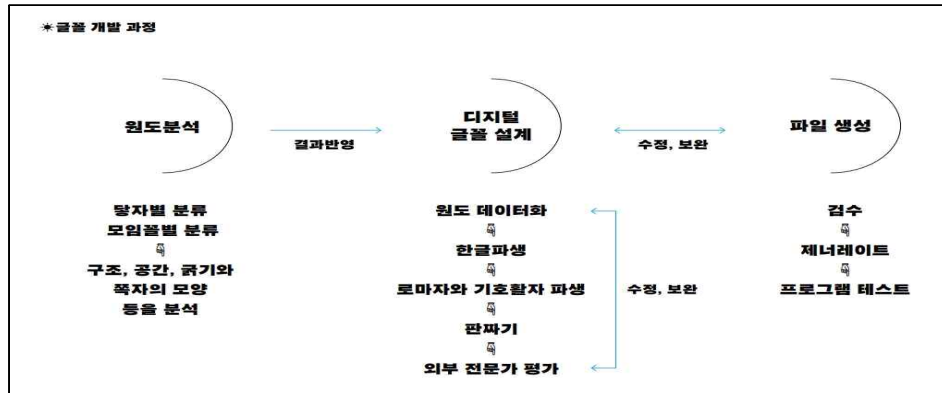 ☀글꼴 개발 과정
원도분석
결과반영
디지털
글꼴 설계
수정, 보완
파일 생성
닿자별 분류
모임꼴별 분류
☟
구조, 공간, 굵기와
쪽자의 모양
등을 분석
원도 데이터화
☟
한글파생
☟
로마자와 기호활자 파생
☟
판짜기
☟
외부 전문가 평가
수정, 보완
검수
☟
제너레이트
☟
프로그램 테스트